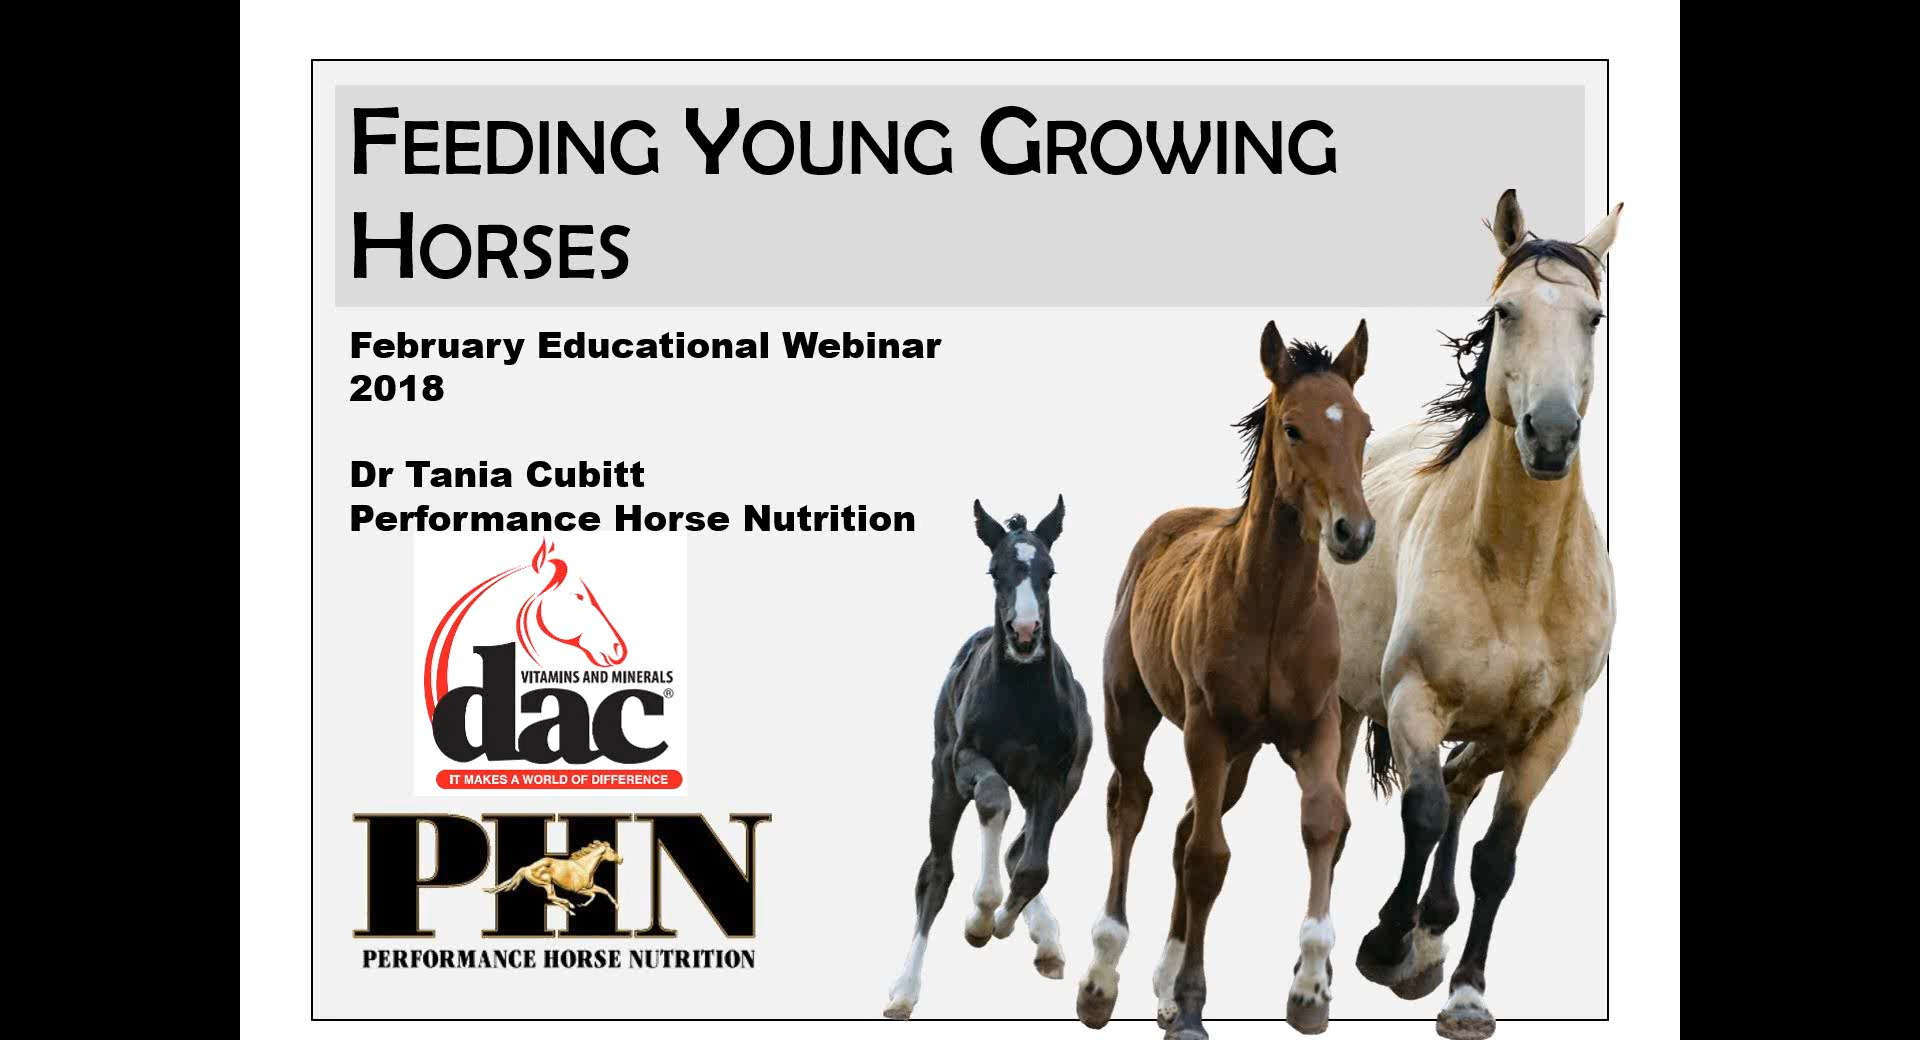 FEEDING YOUNG GROWING
HORSES
February Educational Webinar
2018
Dr Tania Cubitt
Performance Horse Nutrition
VITAMINS AND MINERALS
dac®
IT MAKES A WORLD OF DIFFERENCE
PHN
PERFORMANCE HORSE NUTRITION